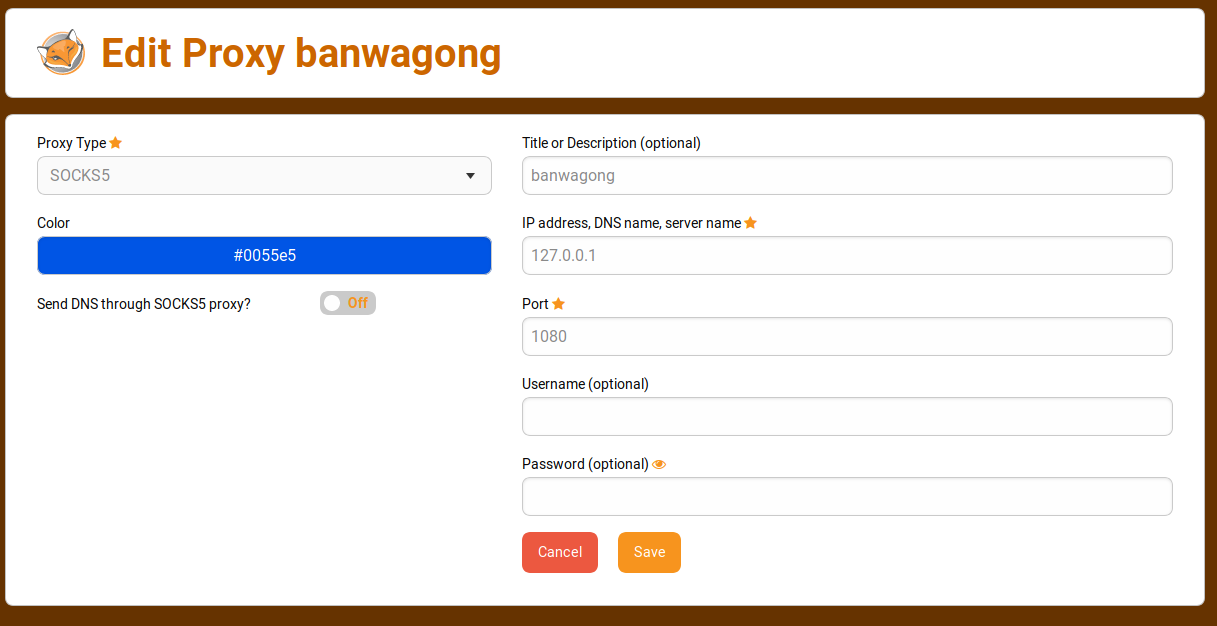 Edit Proxy banwagong
Proxy Type
SOCKS5
Color
#0055e5
Send DNS through SOCKS5 proxy?
Off
Title or Description (optional)
banwagong
IP address, DNS name, server name
127.0.0.1
Port
1080
Username (optional)
Password (optional)
Cancel
Save